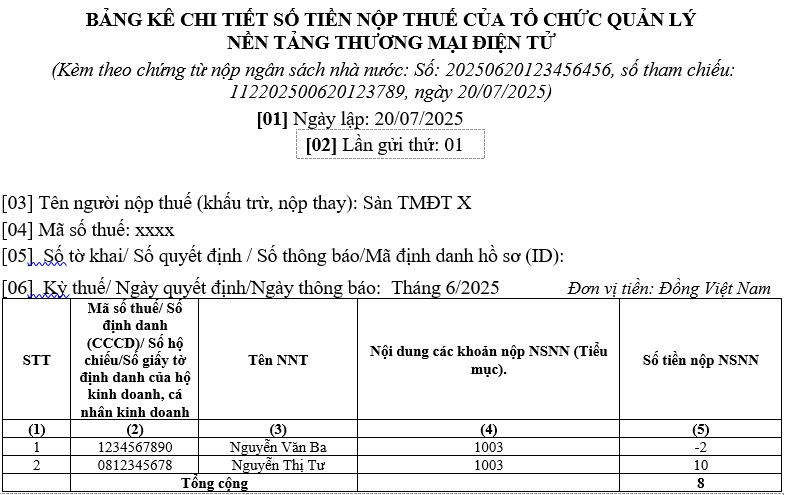 BẢNG KÊ CHI TIẾT SỐ TIỀN NỘP THUẾ CỦA TỔ CHỨC QUẢN LÝ
NỀN TẢNG THƯƠNG MẠI ĐIỆN TỬ
(Kèm theo chứng từ nộp ngân sách nhà nước: Số: 20250620123456456, số tham chiếu:
112202500620123789, ngày 20/07/2025)
[01] Ngày lập: 20/07/2025
[02] Lần gửi thứ: 01
[03] Tên người nộp thuế (khấu trừ, nộp thay): Sàn TMĐT X
[04] Mã số thuế: xxxx
[05] Số tờ khai/ Số quyết định / Số thông báo/Mã định danh hồ sơ (ID):
[06] Kỳ thuế/ Ngày quyết định/Ngày thông báo: Tháng 6/2025 Đơn vị tiền: Đồng Việt Nam
STT
Mã số thuế/ Số
định danh
(CCCD)/ Số hộ
chiếu/Số giấy tờ
định danh của hộ
kinh doanh, cá
nhân kinh doanh
Tên NNT
Nội dung các khoản nộp NSNN (Tiểu
mục).
Số tiền nộp NSNN
(1) (2) (3) (4) (5)
1 1234567890 Nguyễn Văn Ba 1003 -2
2 0812345678 Nguyễn Thị Tư 1003 10
Tổng cộng 8